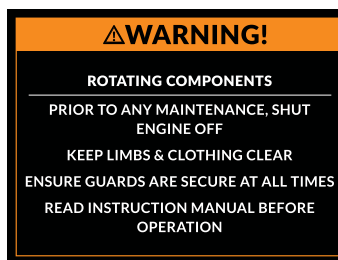 ⚠WARNING!
ROTATING COMPONENTS
PRIOR TO ANY MAINTENANCE, SHUT
ENGINE OFF
KEEP LIMBS & CLOTHING CLEAR
ENSURE GUARDS ARE SECURE AT ALL TIMES
READ INSTRUCTION MANUAL BEFORE
OPERATION